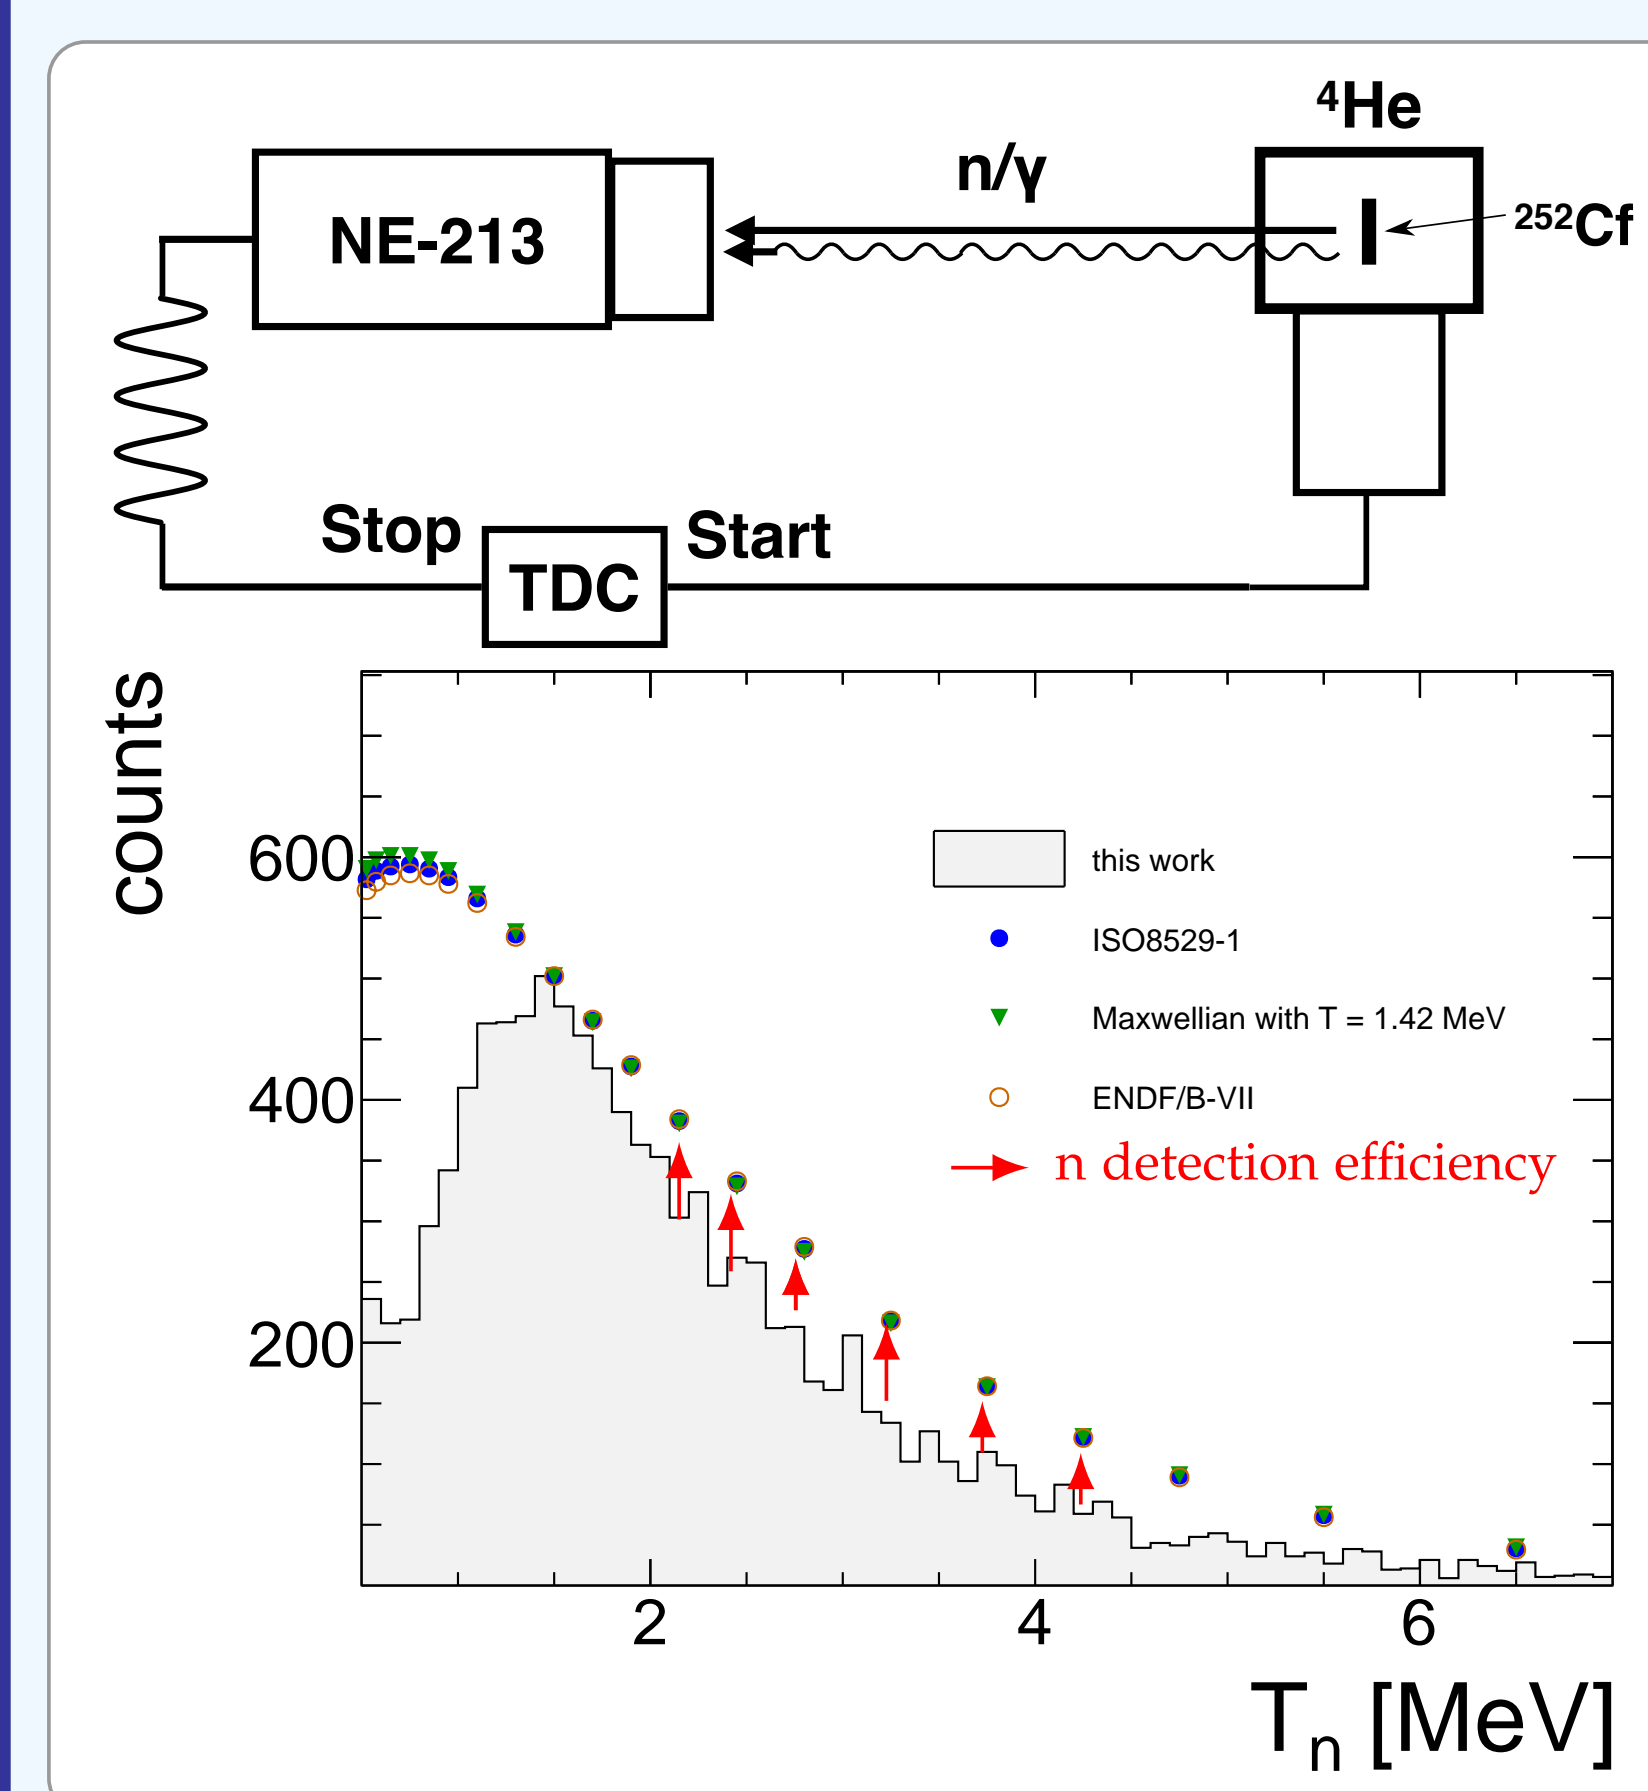 ⁴He
n/γ
NE-213
²⁵²Cf
Stop
Start
TDC
counts
600
400
200
this work
ISO8529-1
Maxwellian with T = 1.42 MeV
ENDF/B-VII
n detection efficiency
2
4
6
Tₙ [MeV]